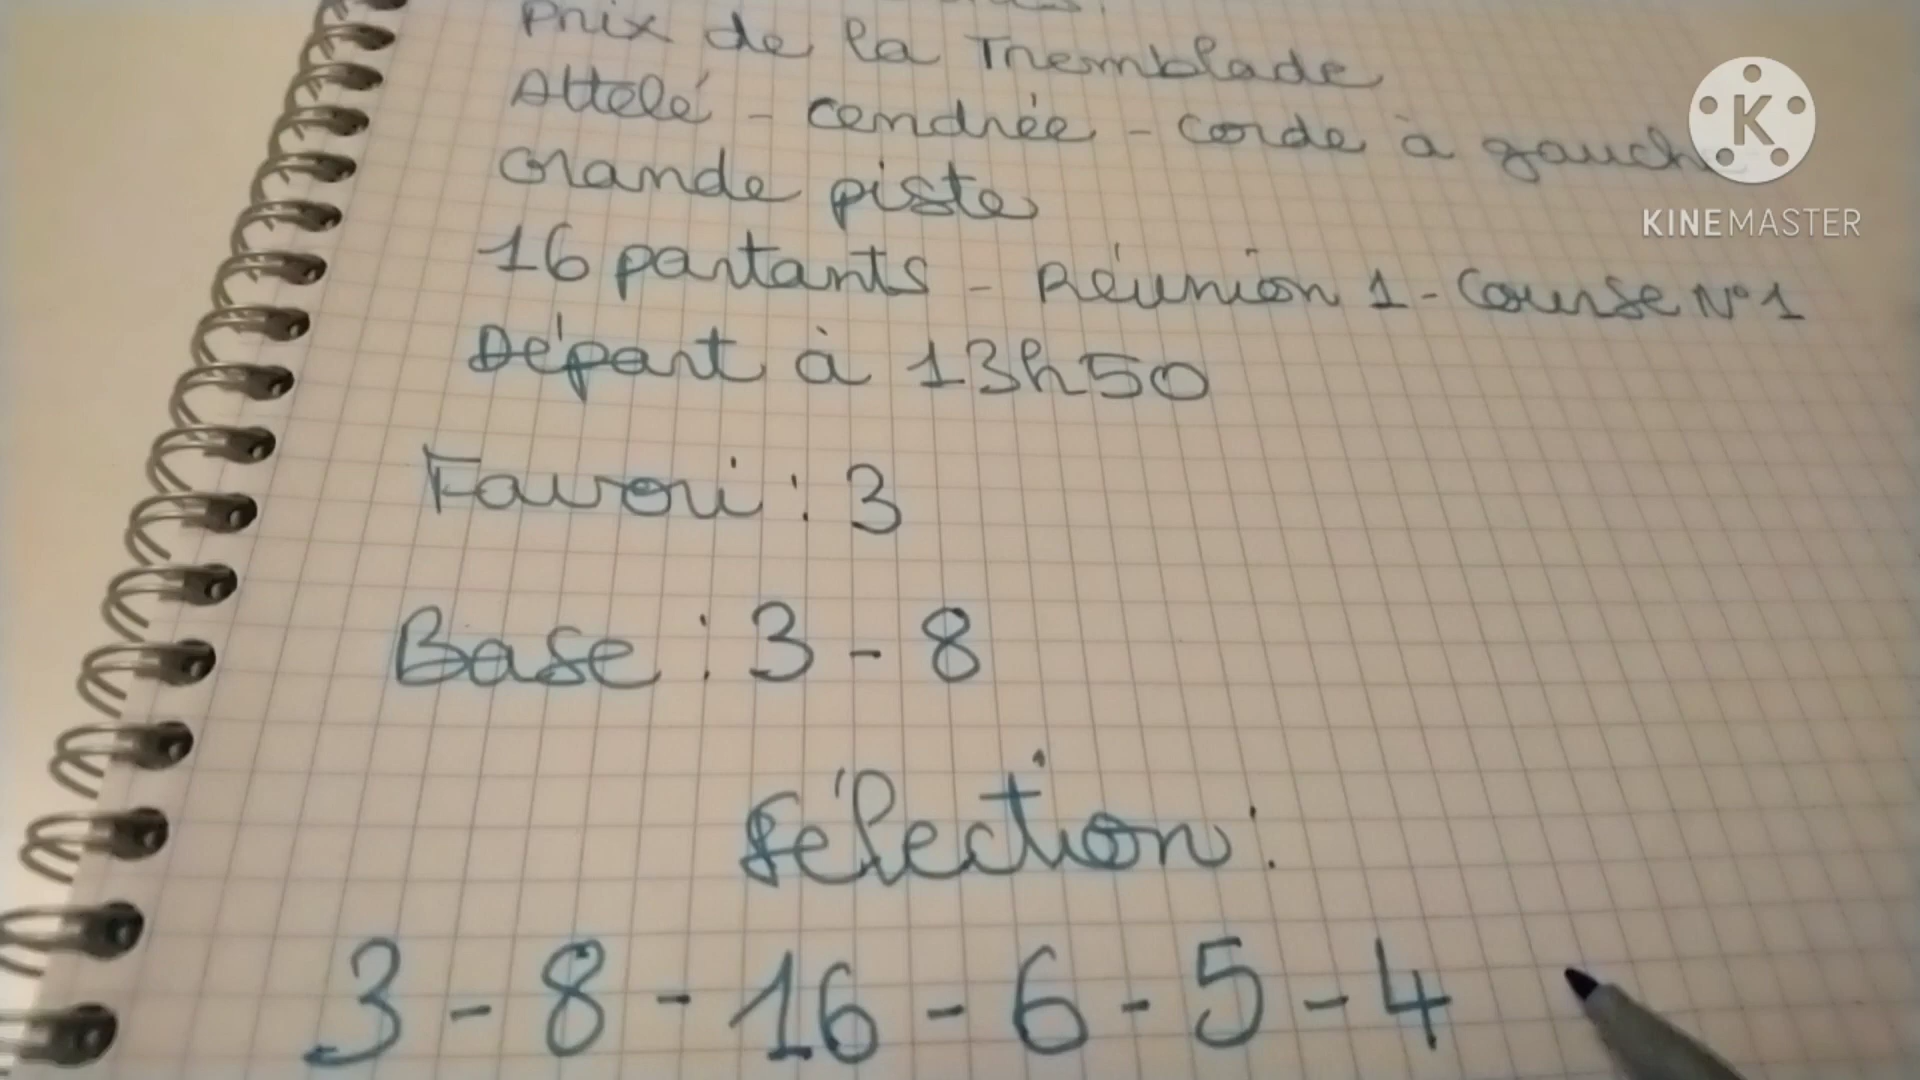 Prix de la Tremblade
Attelé - cendrée - corde à gauche
Grande piste
16 partants - Réunion 1 - Course N°1
Départ à 13h50
Favori : 3
Base : 3 - 8
Sélection :
3 - 8 - 16 - 6 - 5 - 4
K
KINEMASTER